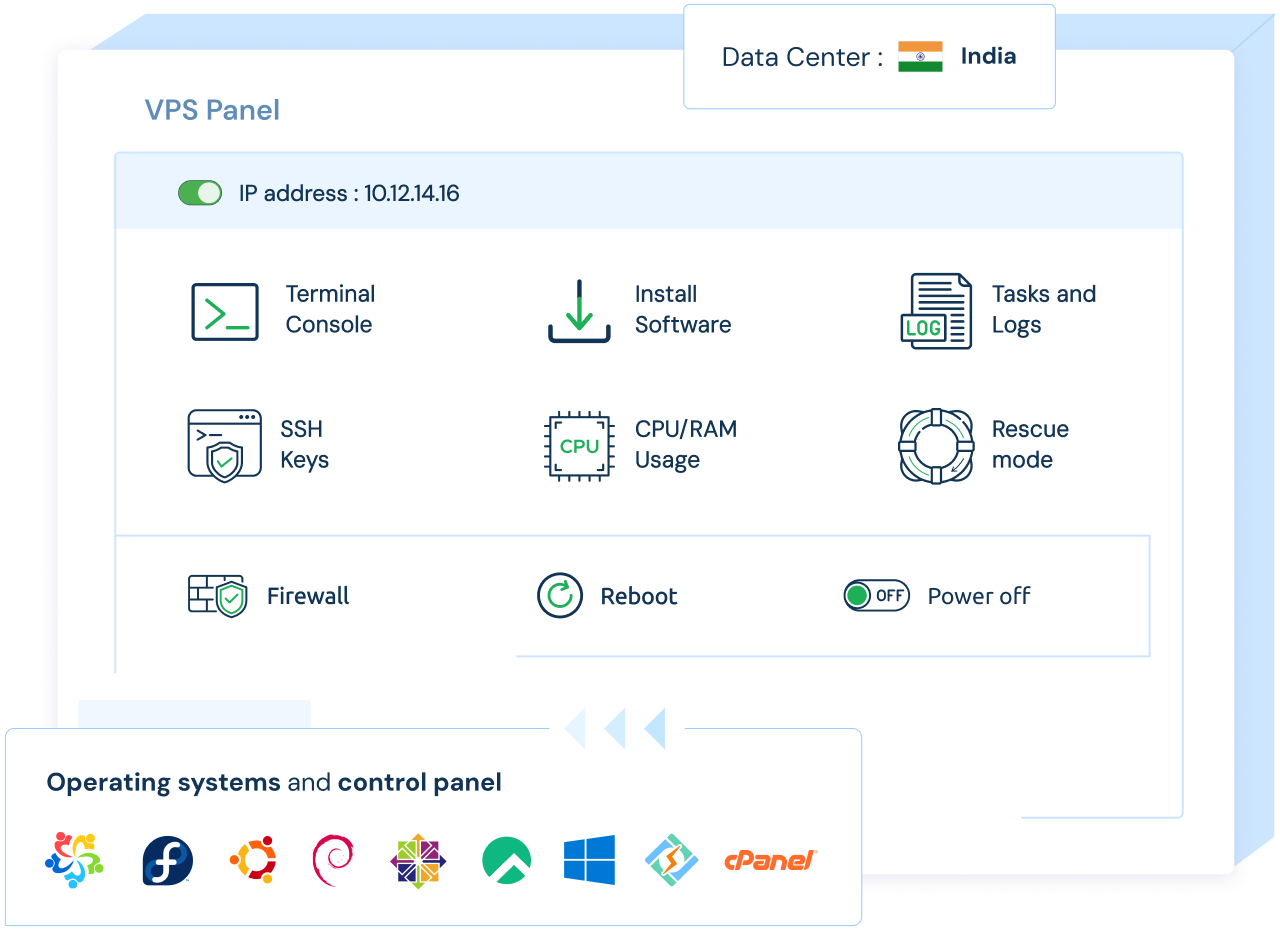 Data Center : India
VPS Panel
IP address : 10.12.14.16
Terminal
Console
Install
Software
LOG
Tasks and
Logs
>_
SSH
Keys
CPU
CPU/RAM
Usage
Rescue
mode
Firewall
Reboot
OFF
Power off
Operating systems and control panel
cPanel